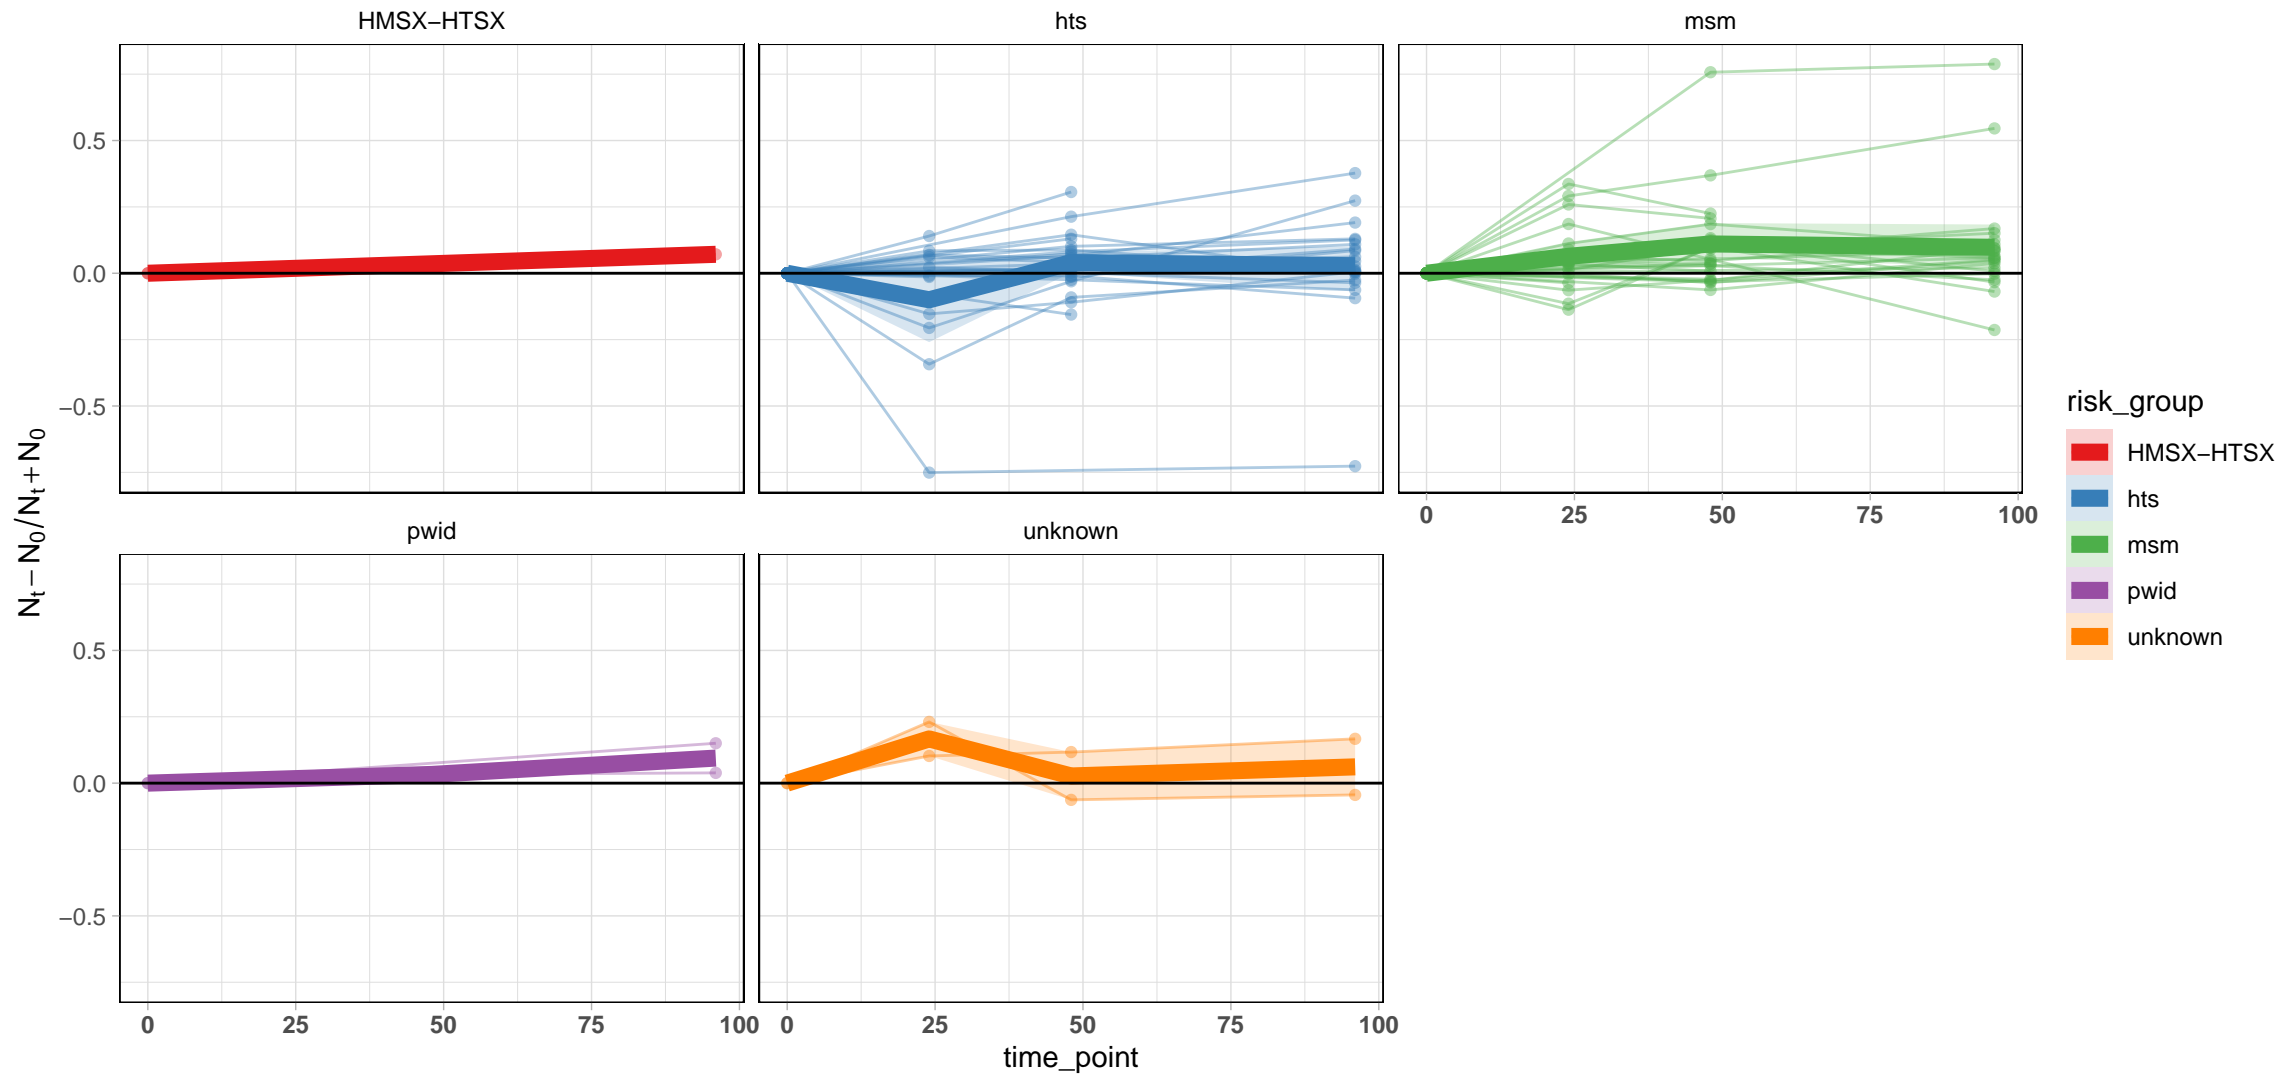 HMSX−HTSX
hts
msm
0.5
0.0
−0.5
0 25 50 75 100
pwid
unknown
0.5
0.0
−0.5
0 25 50 75 100
0 25 50 75 100
time_point
Nt − N0/Nt + N0
risk_group
HMSX−HTSX
hts
msm
pwid
unknown